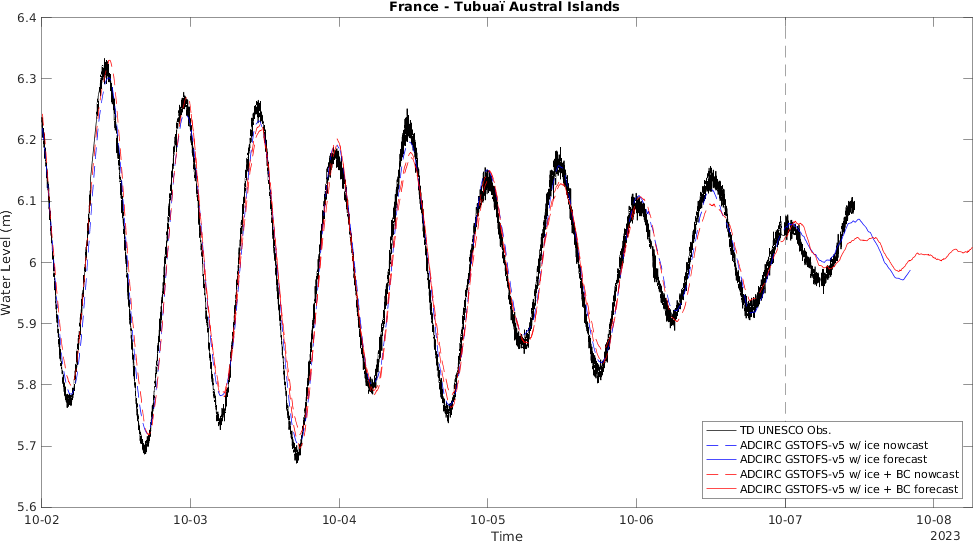 France - Tubuaï Austral Islands
Water Level (m)
6.4
6.3
6.2
6.1
6
5.9
5.8
5.7
5.6
TD UNESCO Obs.
ADCIRC GSTOFS-v5 w/ ice nowcast
ADCIRC GSTOFS-v5 w/ ice forecast
ADCIRC GSTOFS-v5 w/ ice + BC nowcast
ADCIRC GSTOFS-v5 w/ ice + BC forecast
10-02 10-03 10-04 10-05 10-06 10-07 10-08
Time
2023